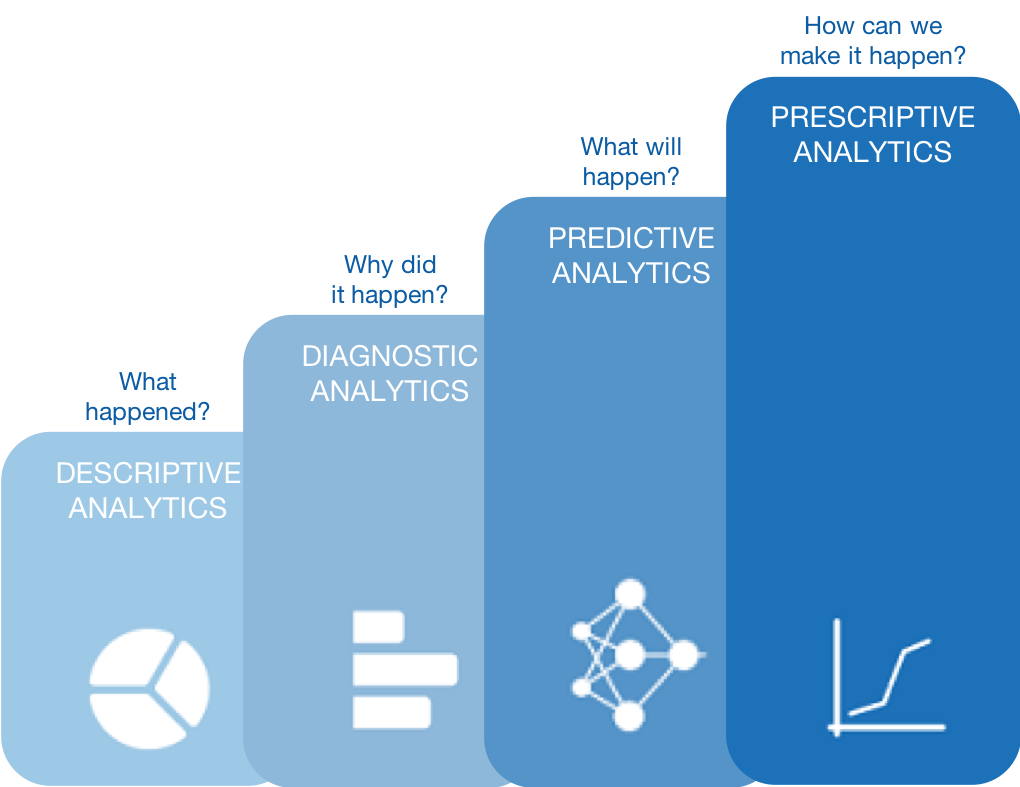 How can we
make it happen?
PRESCRIPTIVE
ANALYTICS
What will
happen?
PREDICTIVE
ANALYTICS
Why did
it happen?
DIAGNOSTIC
ANALYTICS
What
happened?
DESCRIPTIVE
ANALYTICS